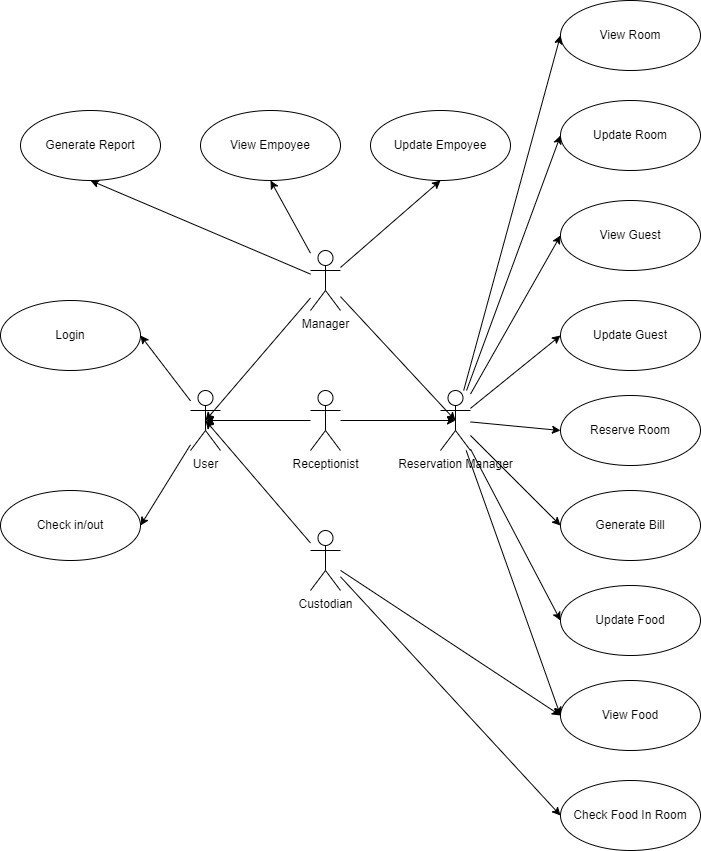 View Room
Update Room
Generate Report
View Empoyee
Update Empoyee
View Guest
Manager
Login
Update Guest
Reserve Room
User
Receptionist
Reservation Manager
Check in/out
Generate Bill
Custodian
Update Food
View Food
Check Food In Room